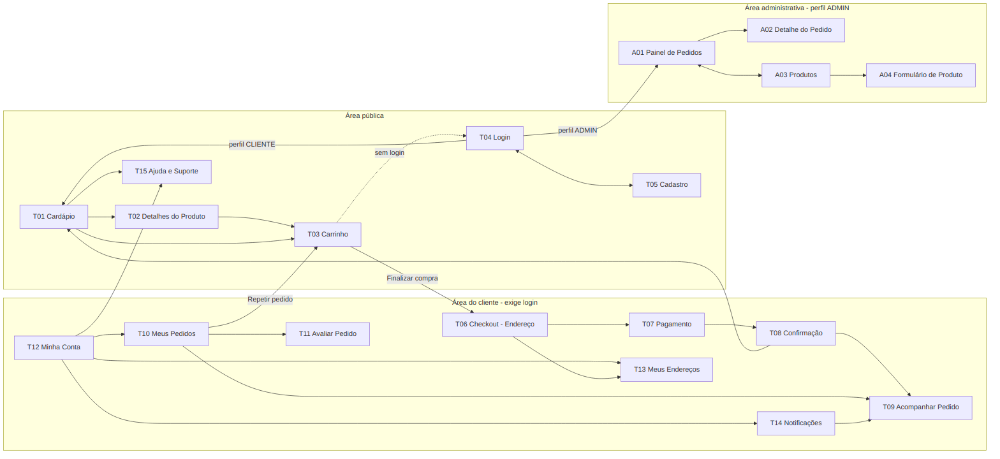 Área administrativa - perfil ADMIN
A02 Detalhe do Pedido
A01 Painel de Pedidos
A03 Produtos
A04 Formulário de Produto
Área pública
T04 Login
perfil ADMIN
perfil CLIENTE
sem login
T15 Ajuda e Suporte
T05 Cadastro
T01 Cardápio
T02 Detalhes do Produto
T03 Carrinho
Finalizar compra
Repetir pedido
Área do cliente - exige login
T06 Checkout - Endereço
T07 Pagamento
T08 Confirmação
T10 Meus Pedidos
T11 Avaliar Pedido
T12 Minha Conta
T13 Meus Endereços
T09 Acompanhar Pedido
T14 Notificações